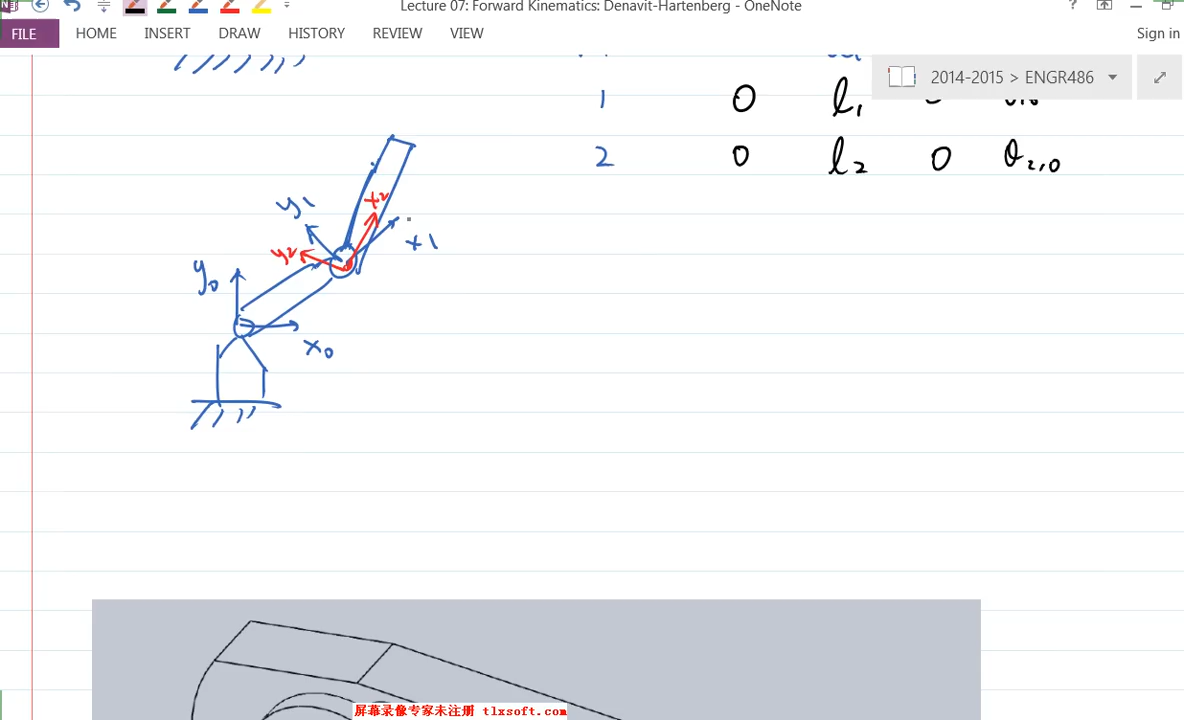 Lecture 07: Forward Kinematics: Denavit-Hartenberg - OneNote
?
FILE HOME INSERT DRAW HISTORY REVIEW VIEW Sign in
2014-2015 > ENGR486
1 0 l₁
2 0 l₂ 0 θ₂,₀
x2
y1
x1
y2
y₀
x₀
屏幕录像专家未注册 tlxsoft.com